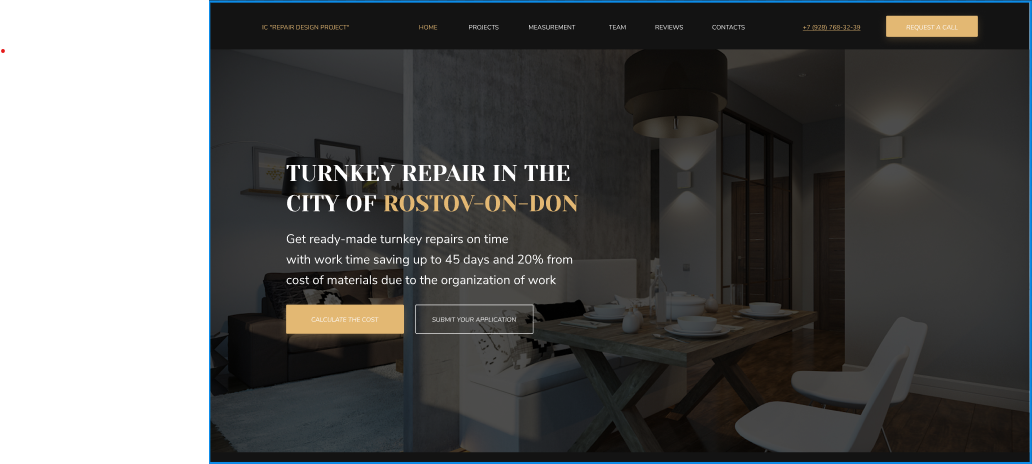 IC "REPAIR DESIGN PROJECT"
HOME
PROJECTS
MEASUREMENT
TEAM
REVIEWS
CONTACTS
+7 (928) 769-32-39
REQUEST A CALL
TURNKEY REPAIR IN THE
CITY OF ROSTOV-ON-DON
Get ready-made turnkey repairs on time
with work time saving up to 45 days and 20% from
cost of materials due to the organization of work
CALCULATE THE COST
SUBMIT YOUR APPLICATION